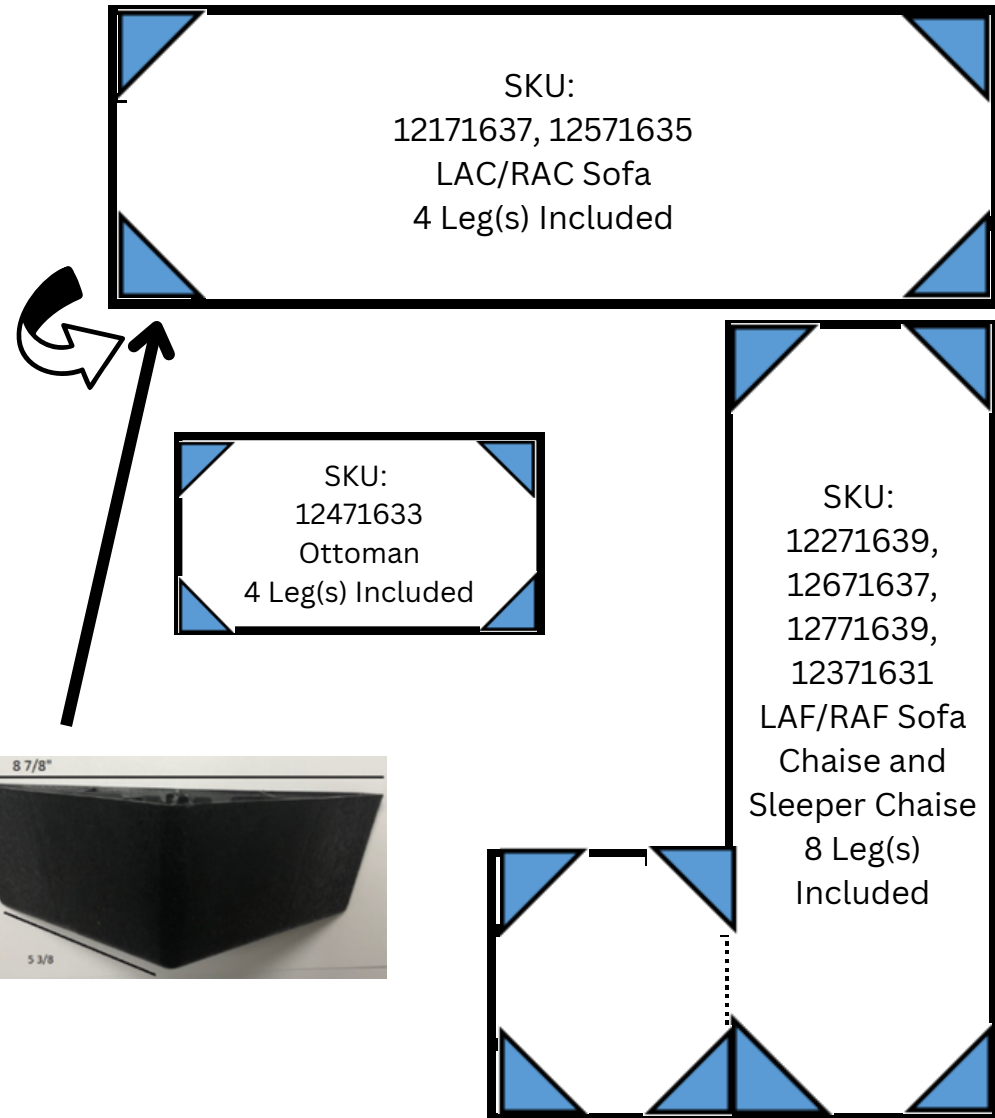 SKU:
12171637, 12571635
LAC/RAC Sofa
4 Leg(s) Included
SKU:
12471633
Ottoman
4 Leg(s) Included
SKU:
12271639,
12671637,
12771639,
12371631
LAF/RAF Sofa
Chaise and
Sleeper Chaise
8 Leg(s)
Included
8 7/8"
5 3/8